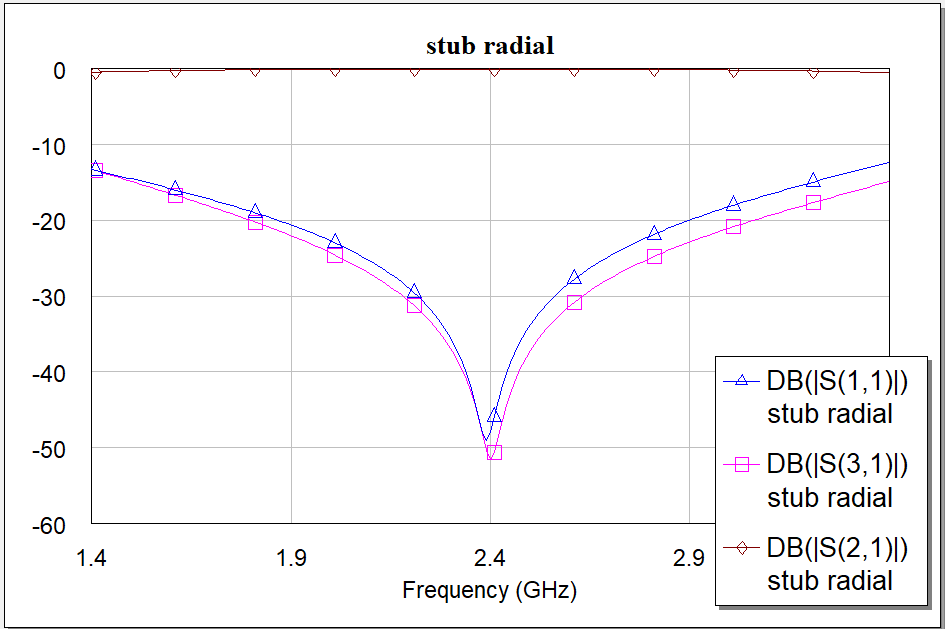 stub radial
0
-10
-20
-30
-40
-50
-60
1.4 1.9 2.4 2.9
Frequency (GHz)
DB(|S(1,1)|)
stub radial
DB(|S(3,1)|)
stub radial
DB(|S(2,1)|)
stub radial